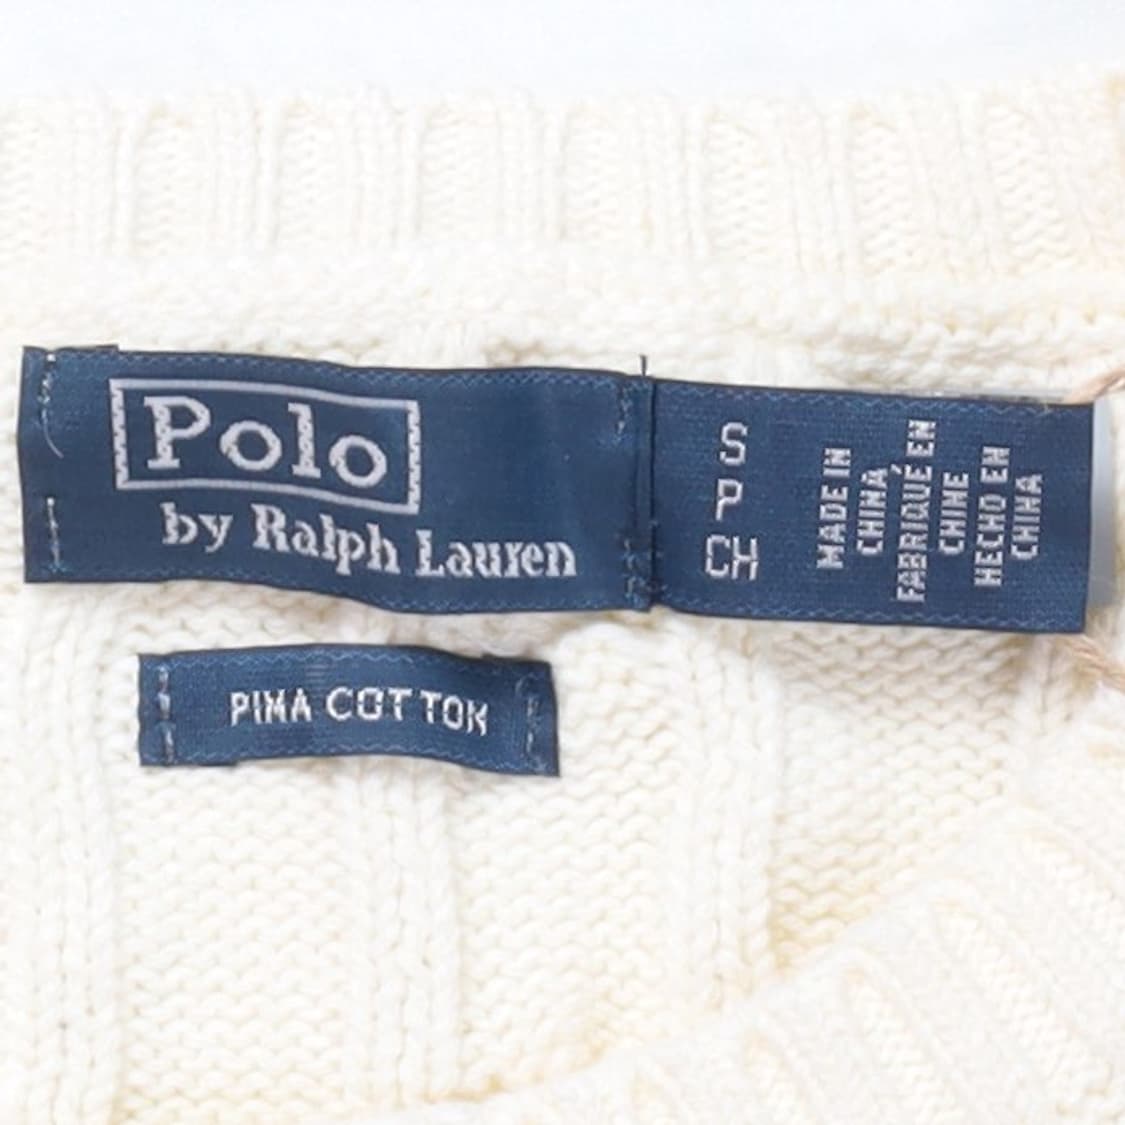 Polo
by Ralph Lauren
S
P
CH
MADE IN
CHINA
FABRIQUÉ EN
CHINE
HECHO EN
CHINA
PIMA COTTON